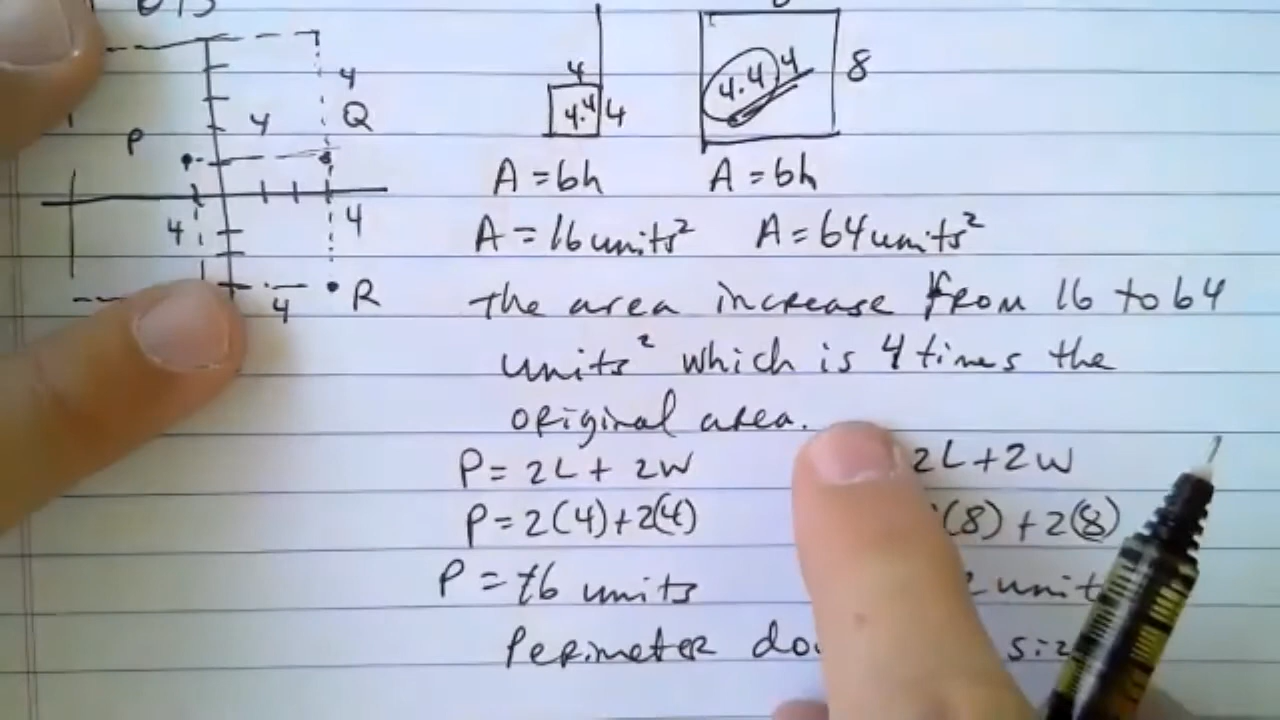 4
Q
4
P
4
4
4
R
4
4.4
4
4.4
4
8
A = bh
A = bh
A = 16 units²
A = 64 units²
The area increase from 16 to 64
units² which is 4 times the
original area.
P = 2L + 2W
2L + 2W
P = 2(4) + 2(4)
(8) + 2(8)
P = 16 units
Perimeter